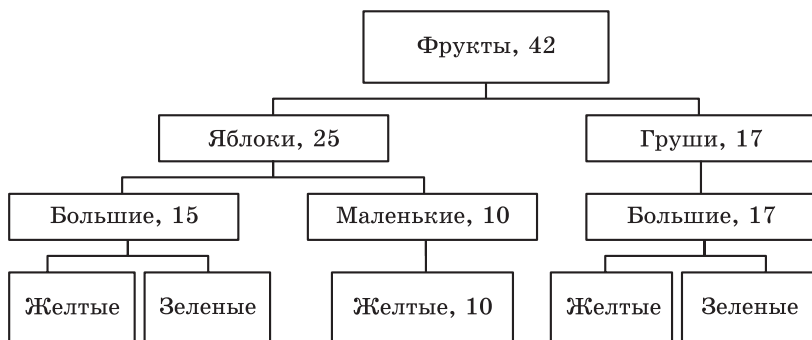 Фрукты, 42
Яблоки, 25
Груши, 17
Большие, 15
Маленькие, 10
Большие, 17
Желтые
Зеленые
Желтые, 10
Желтые
Зеленые